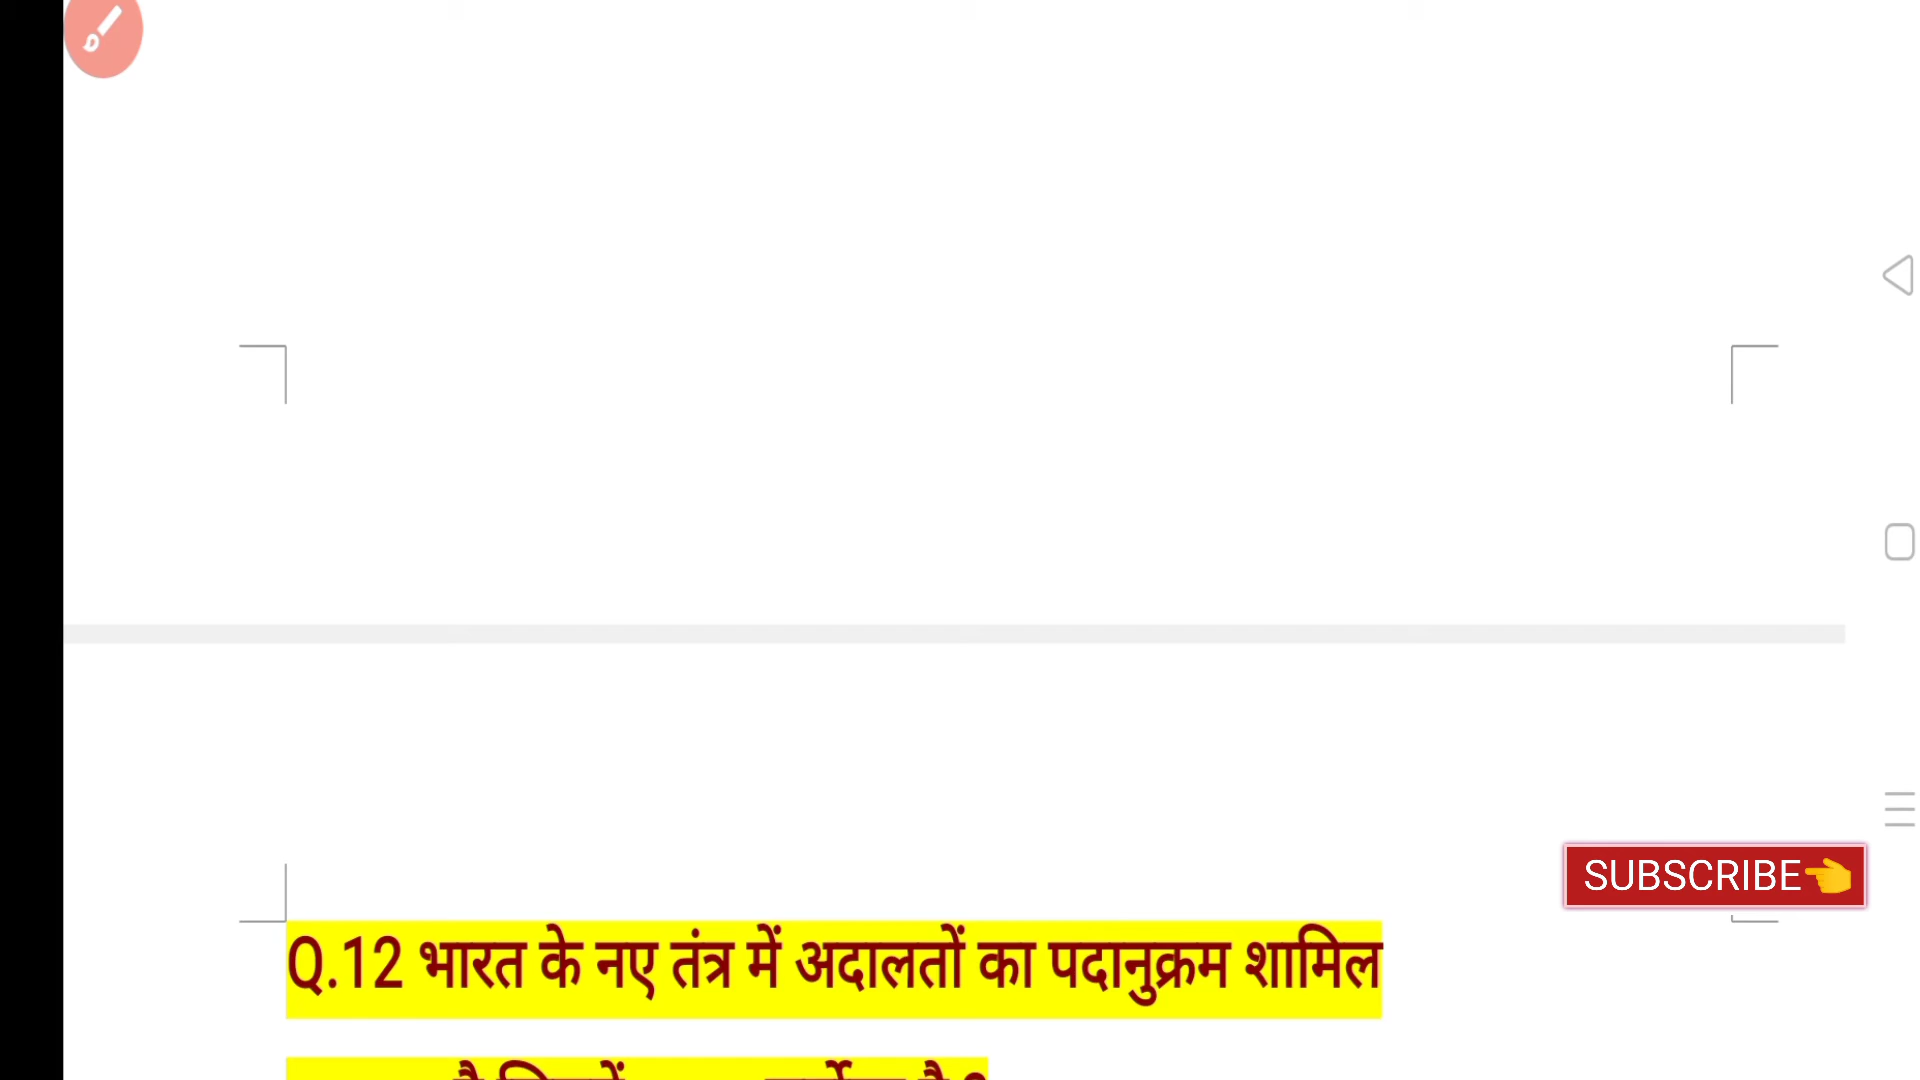 SUBSCRIBE👈
Q.12 भारत के नए तंत्र में अदालतों का पदानुक्रम शामिल